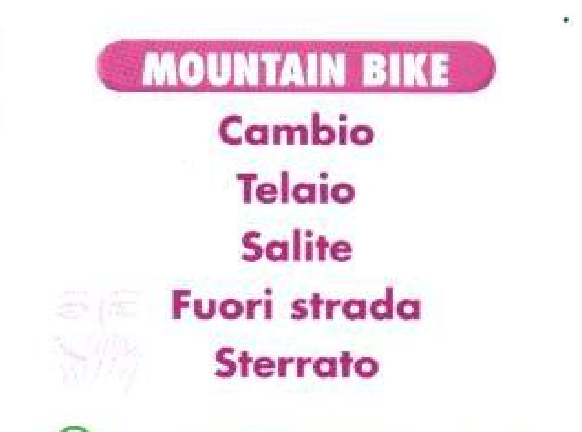 MOUNTAIN BIKE
Cambio
Telaio
Salite
Fuori strada
Sterrato